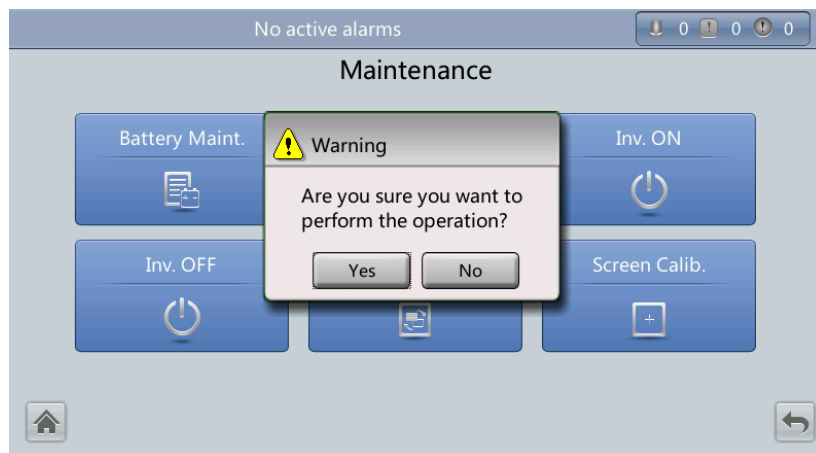 No active alarms
0 0 0
Maintenance
Battery Maint.
Inv. ON
Warning
Are you sure you want to
perform the operation?
Yes No
Inv. OFF
Screen Calib.